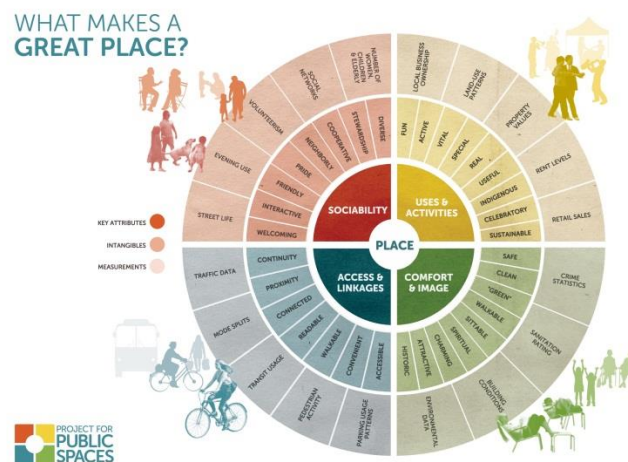 WHAT MAKES A
GREAT PLACE?
KEY ATTRIBUTES
INTANGIBLES
MEASUREMENTS
PLACE
SOCIABILITY
DIVERSE
STEWARDSHIP
COOPERATIVE
NEIGHBORLY
PRIDE
FRIENDLY
INTERACTIVE
WELCOMING
NUMBER OF
WOMEN,
CHILDREN
& ELDERLY
SOCIAL
NETWORKS
VOLUNTEERISM
EVENING USE
STREET LIFE
USES &
ACTIVITIES
FUN
ACTIVE
VITAL
SPECIAL
REAL
USEFUL
INDIGENOUS
CELEBRATORY
SUSTAINABLE
LOCAL BUSINESS
OWNERSHIP
LAND-USE
PATTERNS
PROPERTY
VALUES
RENT LEVELS
RETAIL SALES
ACCESS &
LINKAGES
CONTINUITY
PROXIMITY
CONNECTED
READABLE
WALKABLE
CONVENIENT
ACCESSIBLE
TRAFFIC DATA
MODE SPLITS
TRANSIT USAGE
PEDESTRIAN
ACTIVITY
PARKING USAGE
PATTERNS
COMFORT
& IMAGE
SAFE
CLEAN
"GREEN"
WALKABLE
SITTABLE
SPIRITUAL
CHARMING
ATTRACTIVE
HISTORIC
CRIME
STATISTICS
SANITATION
RATING
BUILDING
CONDITIONS
ENVIRONMENTAL
DATA
PROJECT FOR
PUBLIC
SPACES